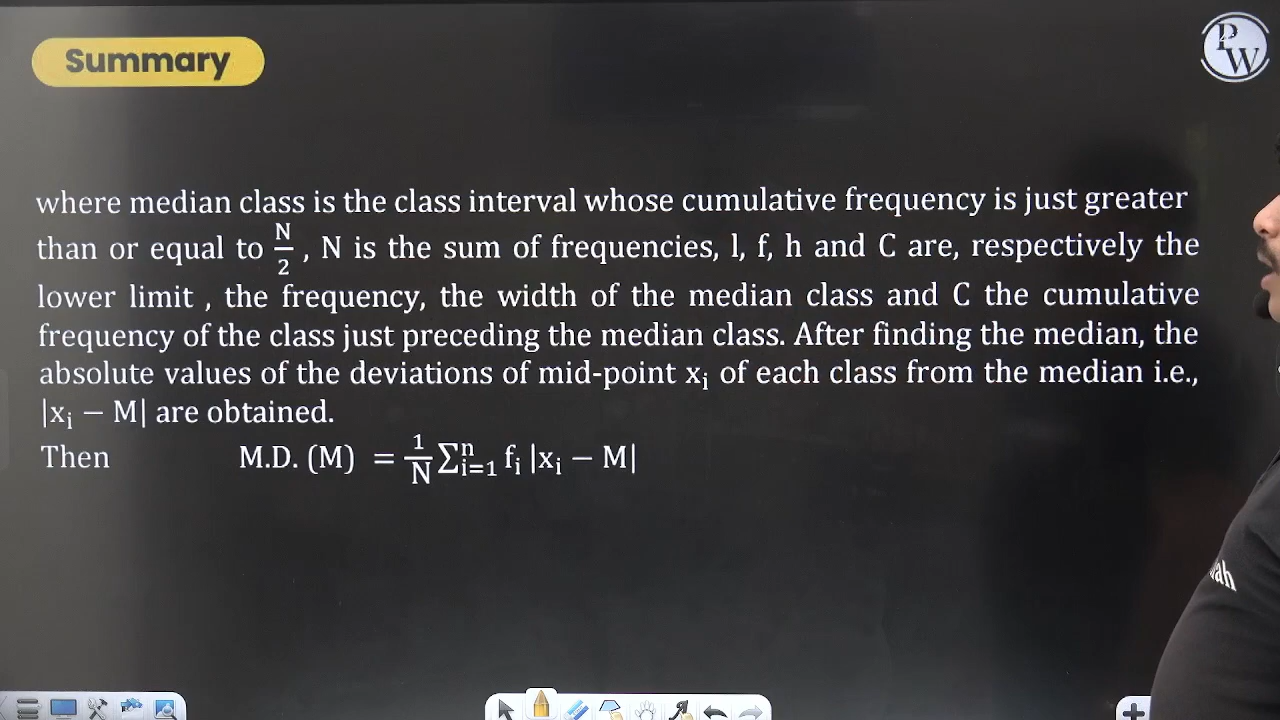 Summary
PW
where median class is the class interval whose cumulative frequency is just greater
than or equal to N/2 , N is the sum of frequencies, l, f, h and C are, respectively the
lower limit , the frequency, the width of the median class and C the cumulative
frequency of the class just preceding the median class. After finding the median, the
absolute values of the deviations of mid-point xᵢ of each class from the median i.e.,
|xᵢ − M| are obtained.
Then M.D. (M) = 1/N ∑ⁿᵢ₌₁ fᵢ |xᵢ − M|